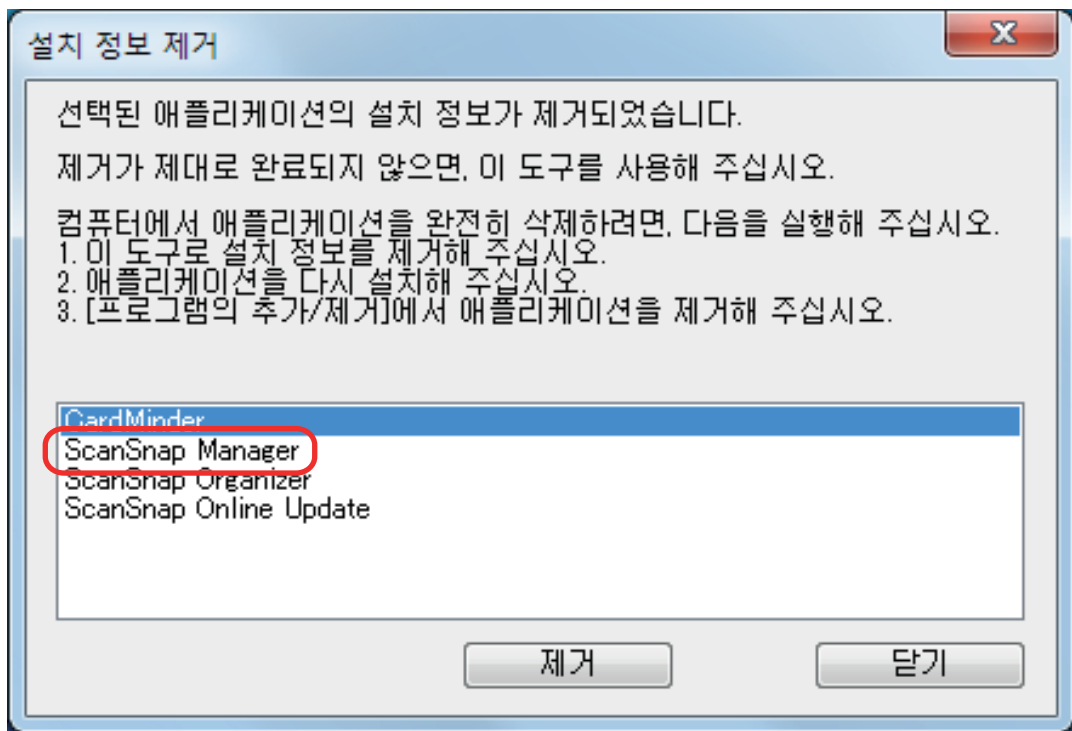 설치 정보 제거
선택된 애플리케이션의 설치 정보가 제거되었습니다.
제거가 제대로 완료되지 않으면, 이 도구를 사용해 주십시오.
컴퓨터에서 애플리케이션을 완전히 삭제하려면, 다음을 실행해 주십시오.
1. 이 도구로 설치 정보를 제거해 주십시오.
2. 애플리케이션을 다시 설치해 주십시오.
3. [프로그램의 추가/제거]에서 애플리케이션을 제거해 주십시오.
CardMinder
ScanSnap Manager
ScanSnap Organizer
ScanSnap Online Update
제거 닫기